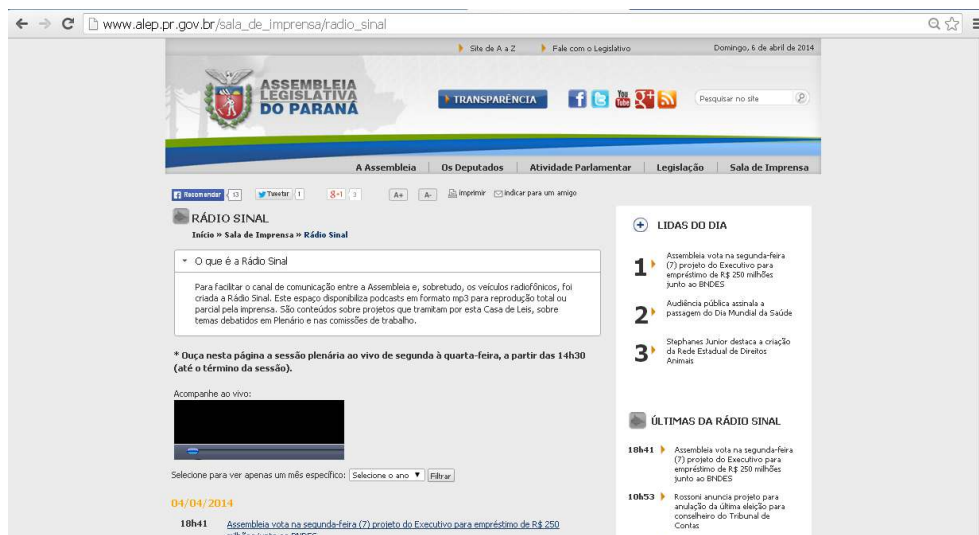 www.alep.pr.gov.br/sala_de_imprensa/radio_sinal
Site de A a Z
Fale com o Legislativo
Domingo, 6 de abril de 2014
ASSEMBLEIA
LEGISLATIVA
DO PARANÁ
TRANSPARÊNCIA
You
Tube
Pesquisar no site
A Assembleia
Os Deputados
Atividade Parlamentar
Legislação
Sala de Imprensa
Recomendar 13
Tweetar 1
g+1 3
A+
A-
imprimir
indicar para um amigo
RÁDIO SINAL
Início » Sala de Imprensa » Rádio Sinal
O que é a Rádio Sinal
Para facilitar o canal de comunicação entre a Assembleia e, sobretudo, os veículos radiofônicos, foi
criada a Rádio Sinal. Este espaço disponibiliza podcasts em formato mp3 para reprodução total ou
parcial pela imprensa. São conteúdos sobre projetos que tramitam por esta Casa de Leis, sobre
temas debatidos em Plenário e nas comissões de trabalho.
* Ouça nesta página a sessão plenária ao vivo de segunda à quarta-feira, a partir das 14h30
(até o término da sessão).
Acompanhe ao vivo:
Selecione para ver apenas um mês específico: Selecione o ano Filtrar
04/04/2014
18h41 Assembleia vota na segunda-feira (7) projeto do Executivo para empréstimo de R$ 250
milhões junto ao BNDES
LIDAS DO DIA
1
Assembleia vota na segunda-feira
(7) projeto do Executivo para
empréstimo de R$ 250 milhões
junto ao BNDES
2
Audiência pública assinala a
passagem do Dia Mundial da Saúde
3
Stephanes Junior destaca a criação
da Rede Estadual de Direitos
Animais
ÚLTIMAS DA RÁDIO SINAL
18h41 Assembleia vota na segunda-feira
(7) projeto do Executivo para
empréstimo de R$ 250 milhões
junto ao BNDES
10h53 Rossoni anuncia projeto para
anulação da última eleição para
conselheiro do Tribunal de
Contas